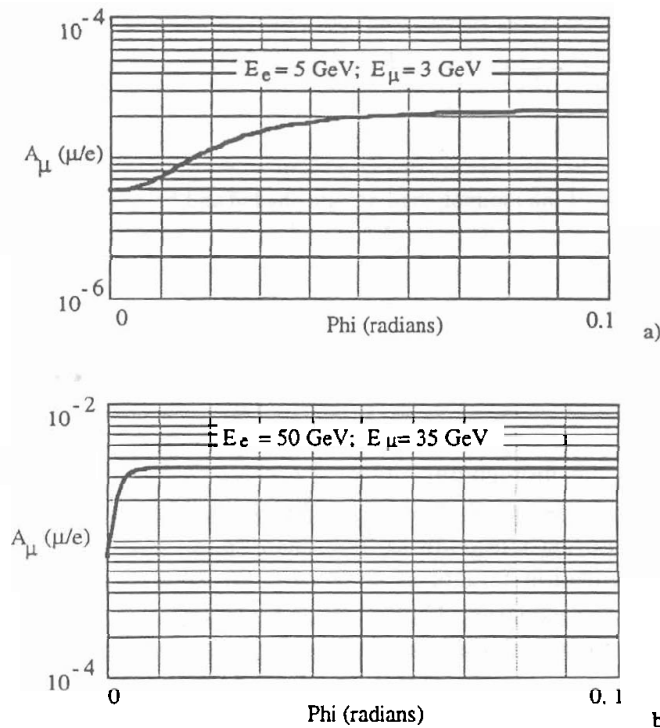 10⁻⁴
E_e = 5 GeV; E_μ = 3 GeV
A_μ (μ/e)
10⁻⁶
0
Phi (radians)
0.1
a)
10⁻²
E_e = 50 GeV; E_μ= 35 GeV
A_μ (μ/e)
10⁻⁴
0
Phi (radians)
0.1
b